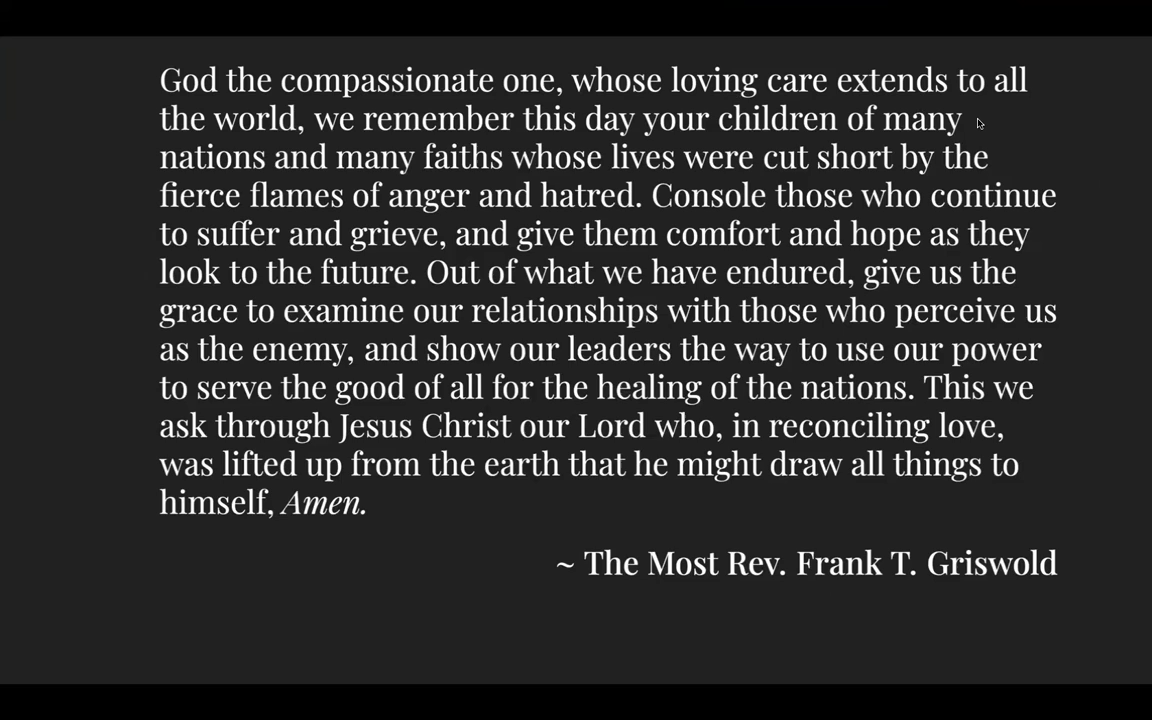 God the compassionate one, whose loving care extends to all
the world, we remember this day your children of many
nations and many faiths whose lives were cut short by the
fierce flames of anger and hatred. Console those who continue
to suffer and grieve, and give them comfort and hope as they
look to the future. Out of what we have endured, give us the
grace to examine our relationships with those who perceive us
as the enemy, and show our leaders the way to use our power
to serve the good of all for the healing of the nations. This we
ask through Jesus Christ our Lord who, in reconciling love,
was lifted up from the earth that he might draw all things to
himself, Amen.
~ The Most Rev. Frank T. Griswold